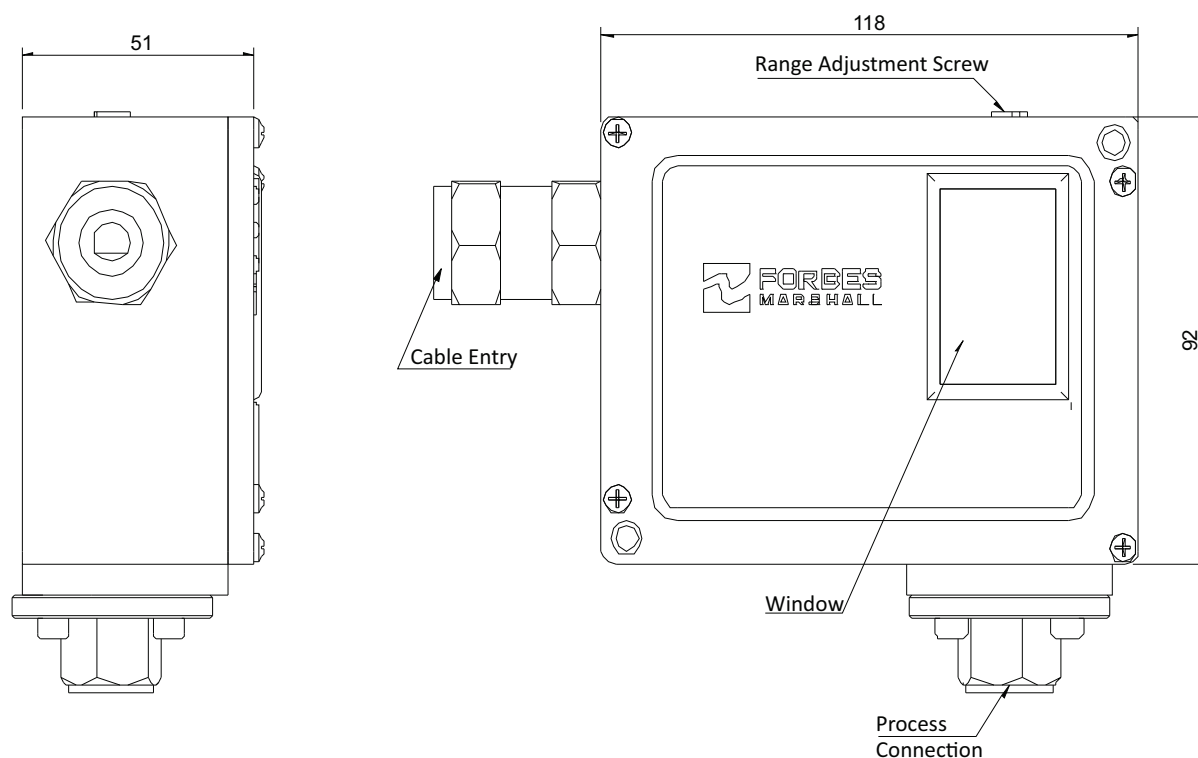 51
118
Range Adjustment Screw
FORBES
MARSHALL
92
Cable Entry
Window
Process
Connection